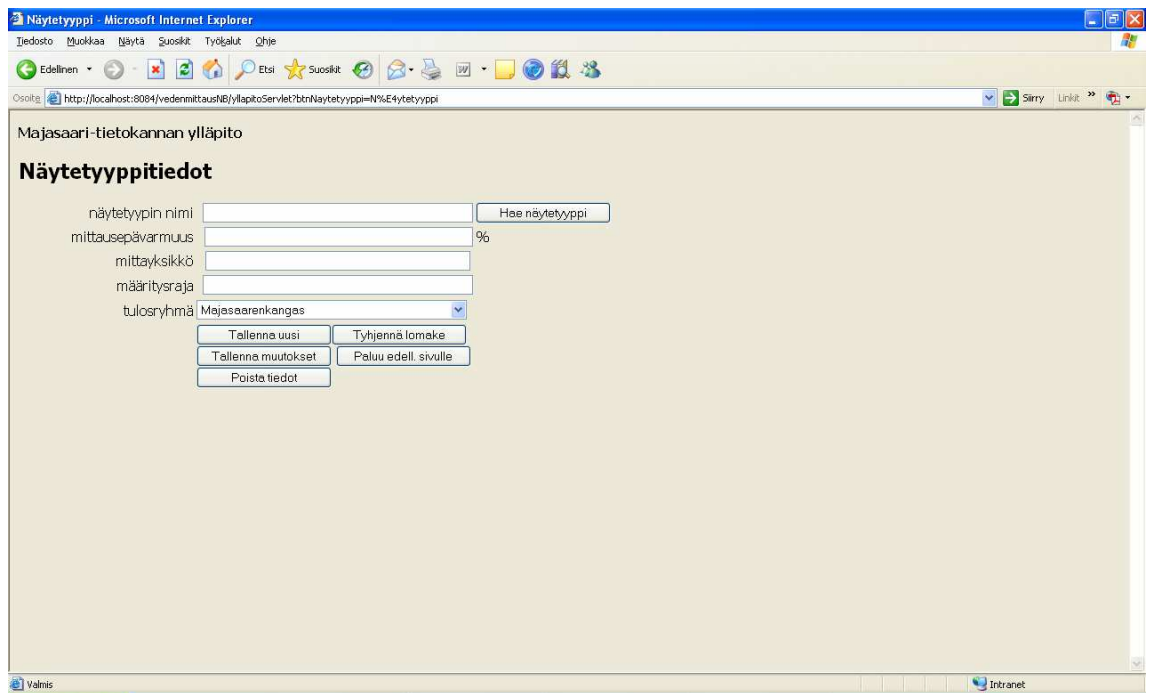 Näytetyyppi - Microsoft Internet Explorer
Tiedosto Muokkaa Näytä Suosikit Työkalut Ohje
Edellinen Etsi Suosikit
Osoite http://localhost:8084/vedenmittausNB/yllapitoServlet?btnNaytetyyppi=N%E4ytetyyppi Siirry Linkit »
Majasaari-tietokannan ylläpito
Näytetyyppitiedot
näytetyypin nimi Hae näytetyyppi
mittausepävarmuus %
mittayksikkö
määritysraja
tulosryhmä Majasaarenkangas
Tallenna uusi Tyhjennä lomake
Tallenna muutokset Paluu edell. sivulle
Poista tiedot
Valmis Intranet